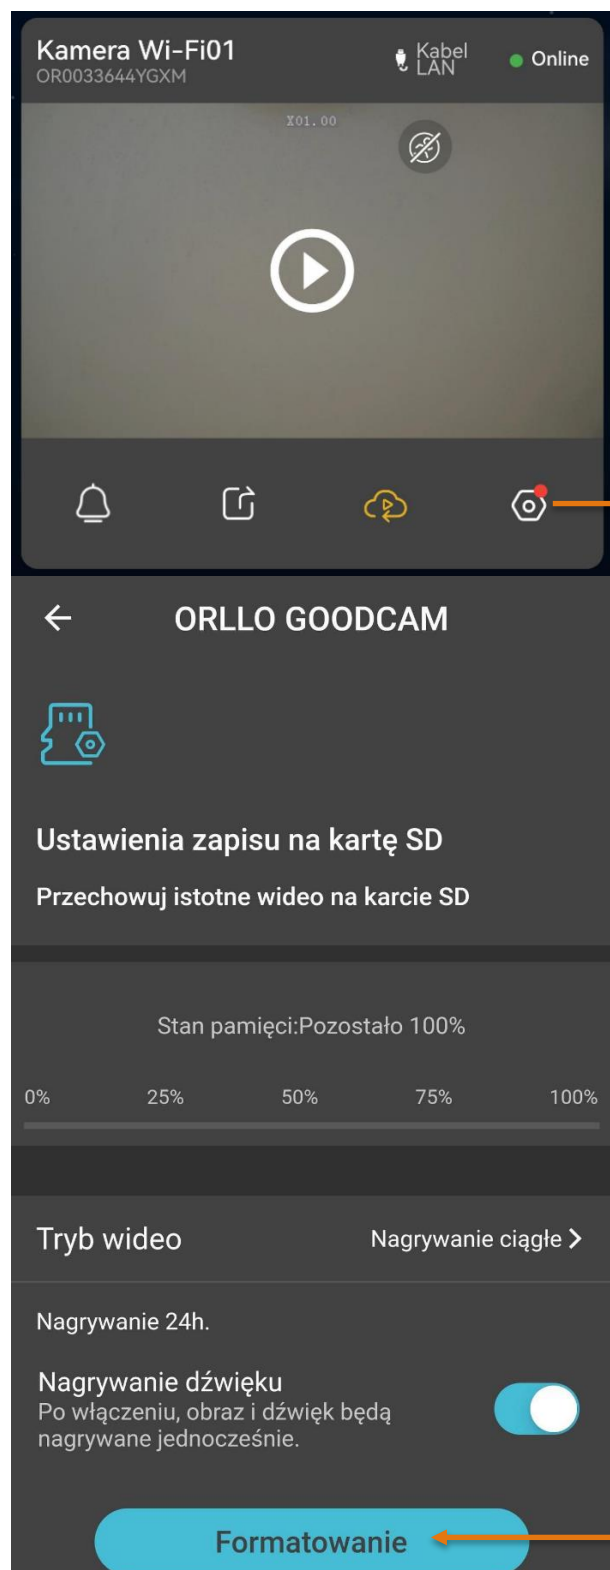 Kamera Wi-Fi01
OR0033644YGXM
Kabel
LAN
Online
X01.00
ORLLO GOODCAM
Ustawienia zapisu na kartę SD
Przechowuj istotne wideo na karcie SD
Stan pamięci:Pozostało 100%
0% 25% 50% 75% 100%
Tryb wideo Nagrywanie ciągłe
Nagrywanie 24h.
Nagrywanie dźwięku
Po włączeniu, obraz i dźwięk będą
nagrywane jednocześnie.
Formatowanie